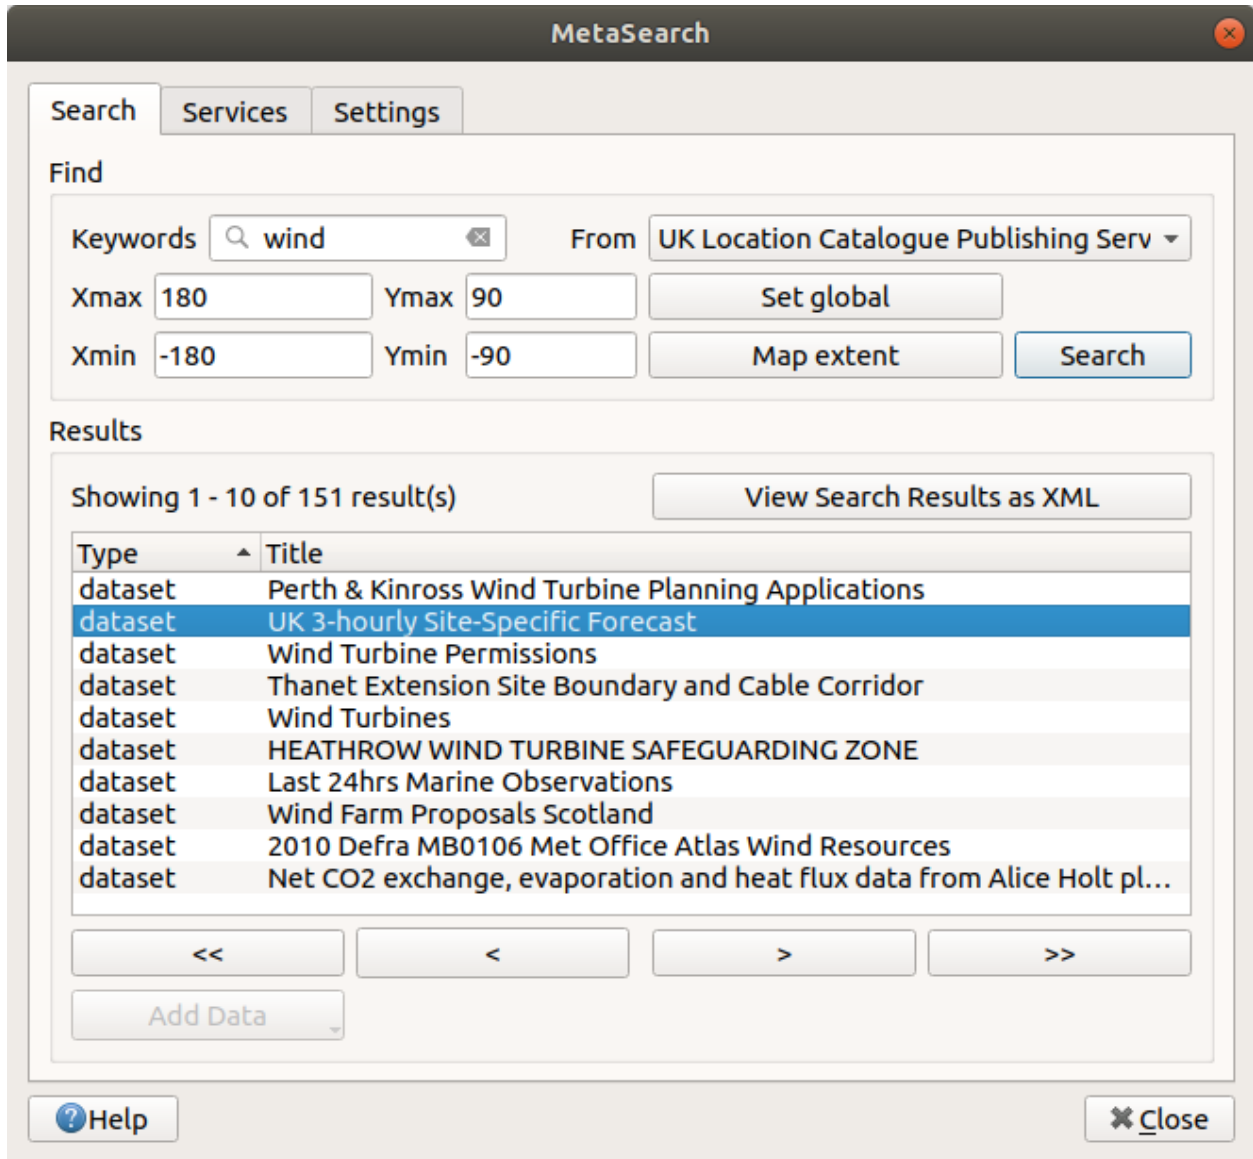 MetaSearch
Search Services Settings
Find
Keywords wind From UK Location Catalogue Publishing Serv
Xmax 180 Ymax 90 Set global
Xmin -180 Ymin -90 Map extent Search
Results
Showing 1 - 10 of 151 result(s) View Search Results as XML
Type Title
dataset Perth & Kinross Wind Turbine Planning Applications
dataset UK 3-hourly Site-Specific Forecast
dataset Wind Turbine Permissions
dataset Thanet Extension Site Boundary and Cable Corridor
dataset Wind Turbines
dataset HEATHROW WIND TURBINE SAFEGUARDING ZONE
dataset Last 24hrs Marine Observations
dataset Wind Farm Proposals Scotland
dataset 2010 Defra MB0106 Met Office Atlas Wind Resources
dataset Net CO2 exchange, evaporation and heat flux data from Alice Holt pl...
<< < > >>
Add Data
Help Close